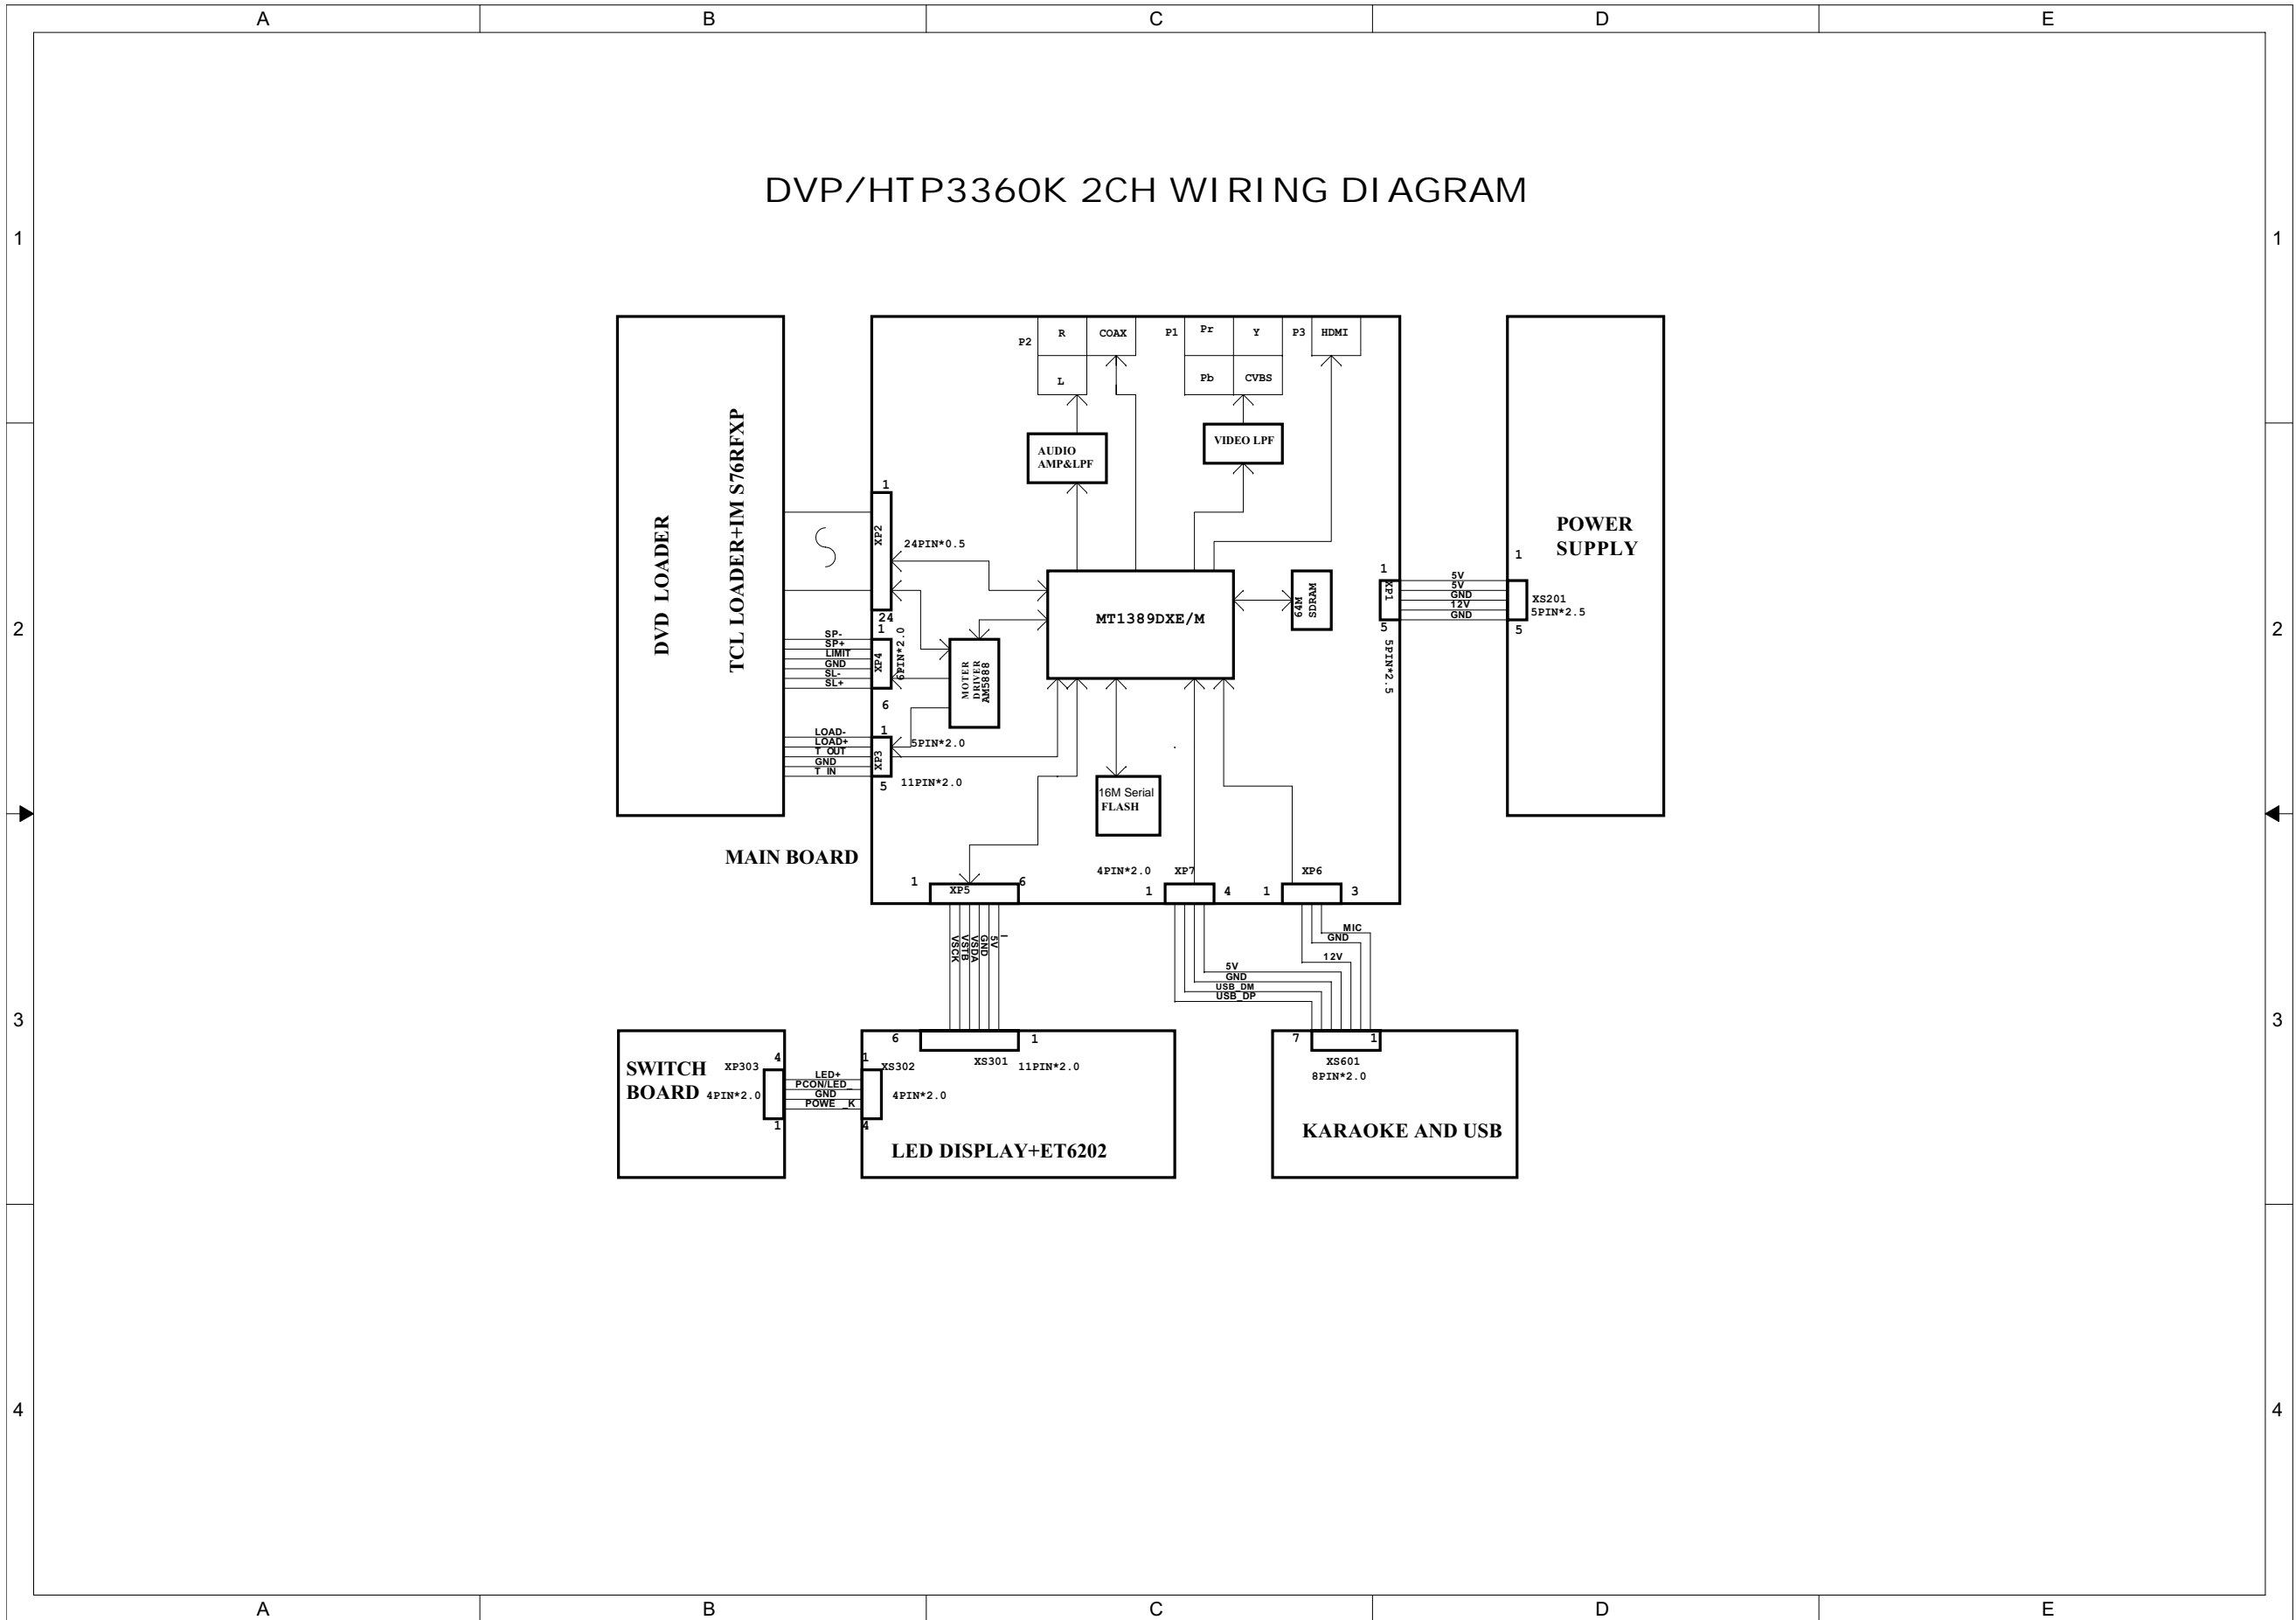 A B C D E
DVP/HTP3360K 2CH WIRING DIAGRAM
1 1
P2 R COAX P1 Pr Y P3 HDMI
L Pb CVBS
AUDIO
AMP&LPF
VIDEO LPF
DVD LOADER
TCL LOADER+IM S76RFXP
1
XP2
24PIN*0.5
24
POWER
SUPPLY
1
XS201
5PIN*2.5
5
5V
5V
GND
12V
GND
1
XP1
5
5PIN*2.5
MT1389DXE/M
64M
SDRAM
2 2
1
XP4
6PIN*2.0
6
SP-
SP+
LIMIT
GND
SL-
SL+
MOTER
DRIVER
AM5888
LOAD-
LOAD+
T OUT
GND
T IN
1
XP3
5
5PIN*2.0
11PIN*2.0
16M Serial
FLASH
MAIN BOARD
1 XP5 6
4PIN*2.0 XP7
1 4
XP6
1 3
VSCK
VSTB
VSDA
GND
5V
I
MIC
GND
12V
5V
GND
USB_DM
USB_DP
3 3
SWITCH
BOARD
XP303
4PIN*2.0
4
1
LED+
PCON/LED_
GND
POWE _K
1
XS302
4PIN*2.0
4
6 1
XS301 11PIN*2.0
LED DISPLAY+ET6202
7 1
XS601
8PIN*2.0
KARAOKE AND USB
4 4
A B C D E